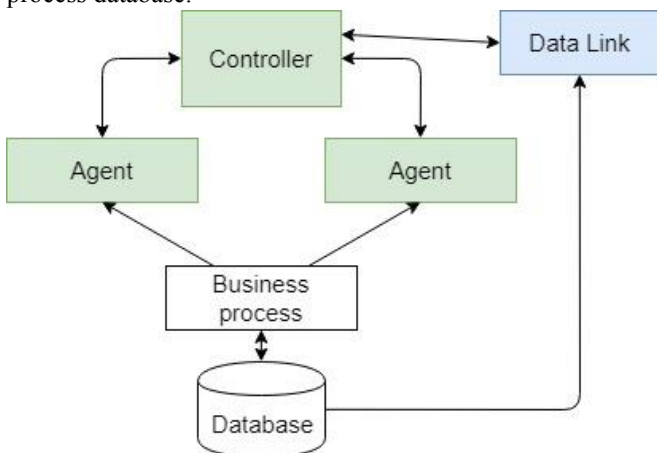 process database.
Controller
Data Link
Agent
Agent
Business
process
Database